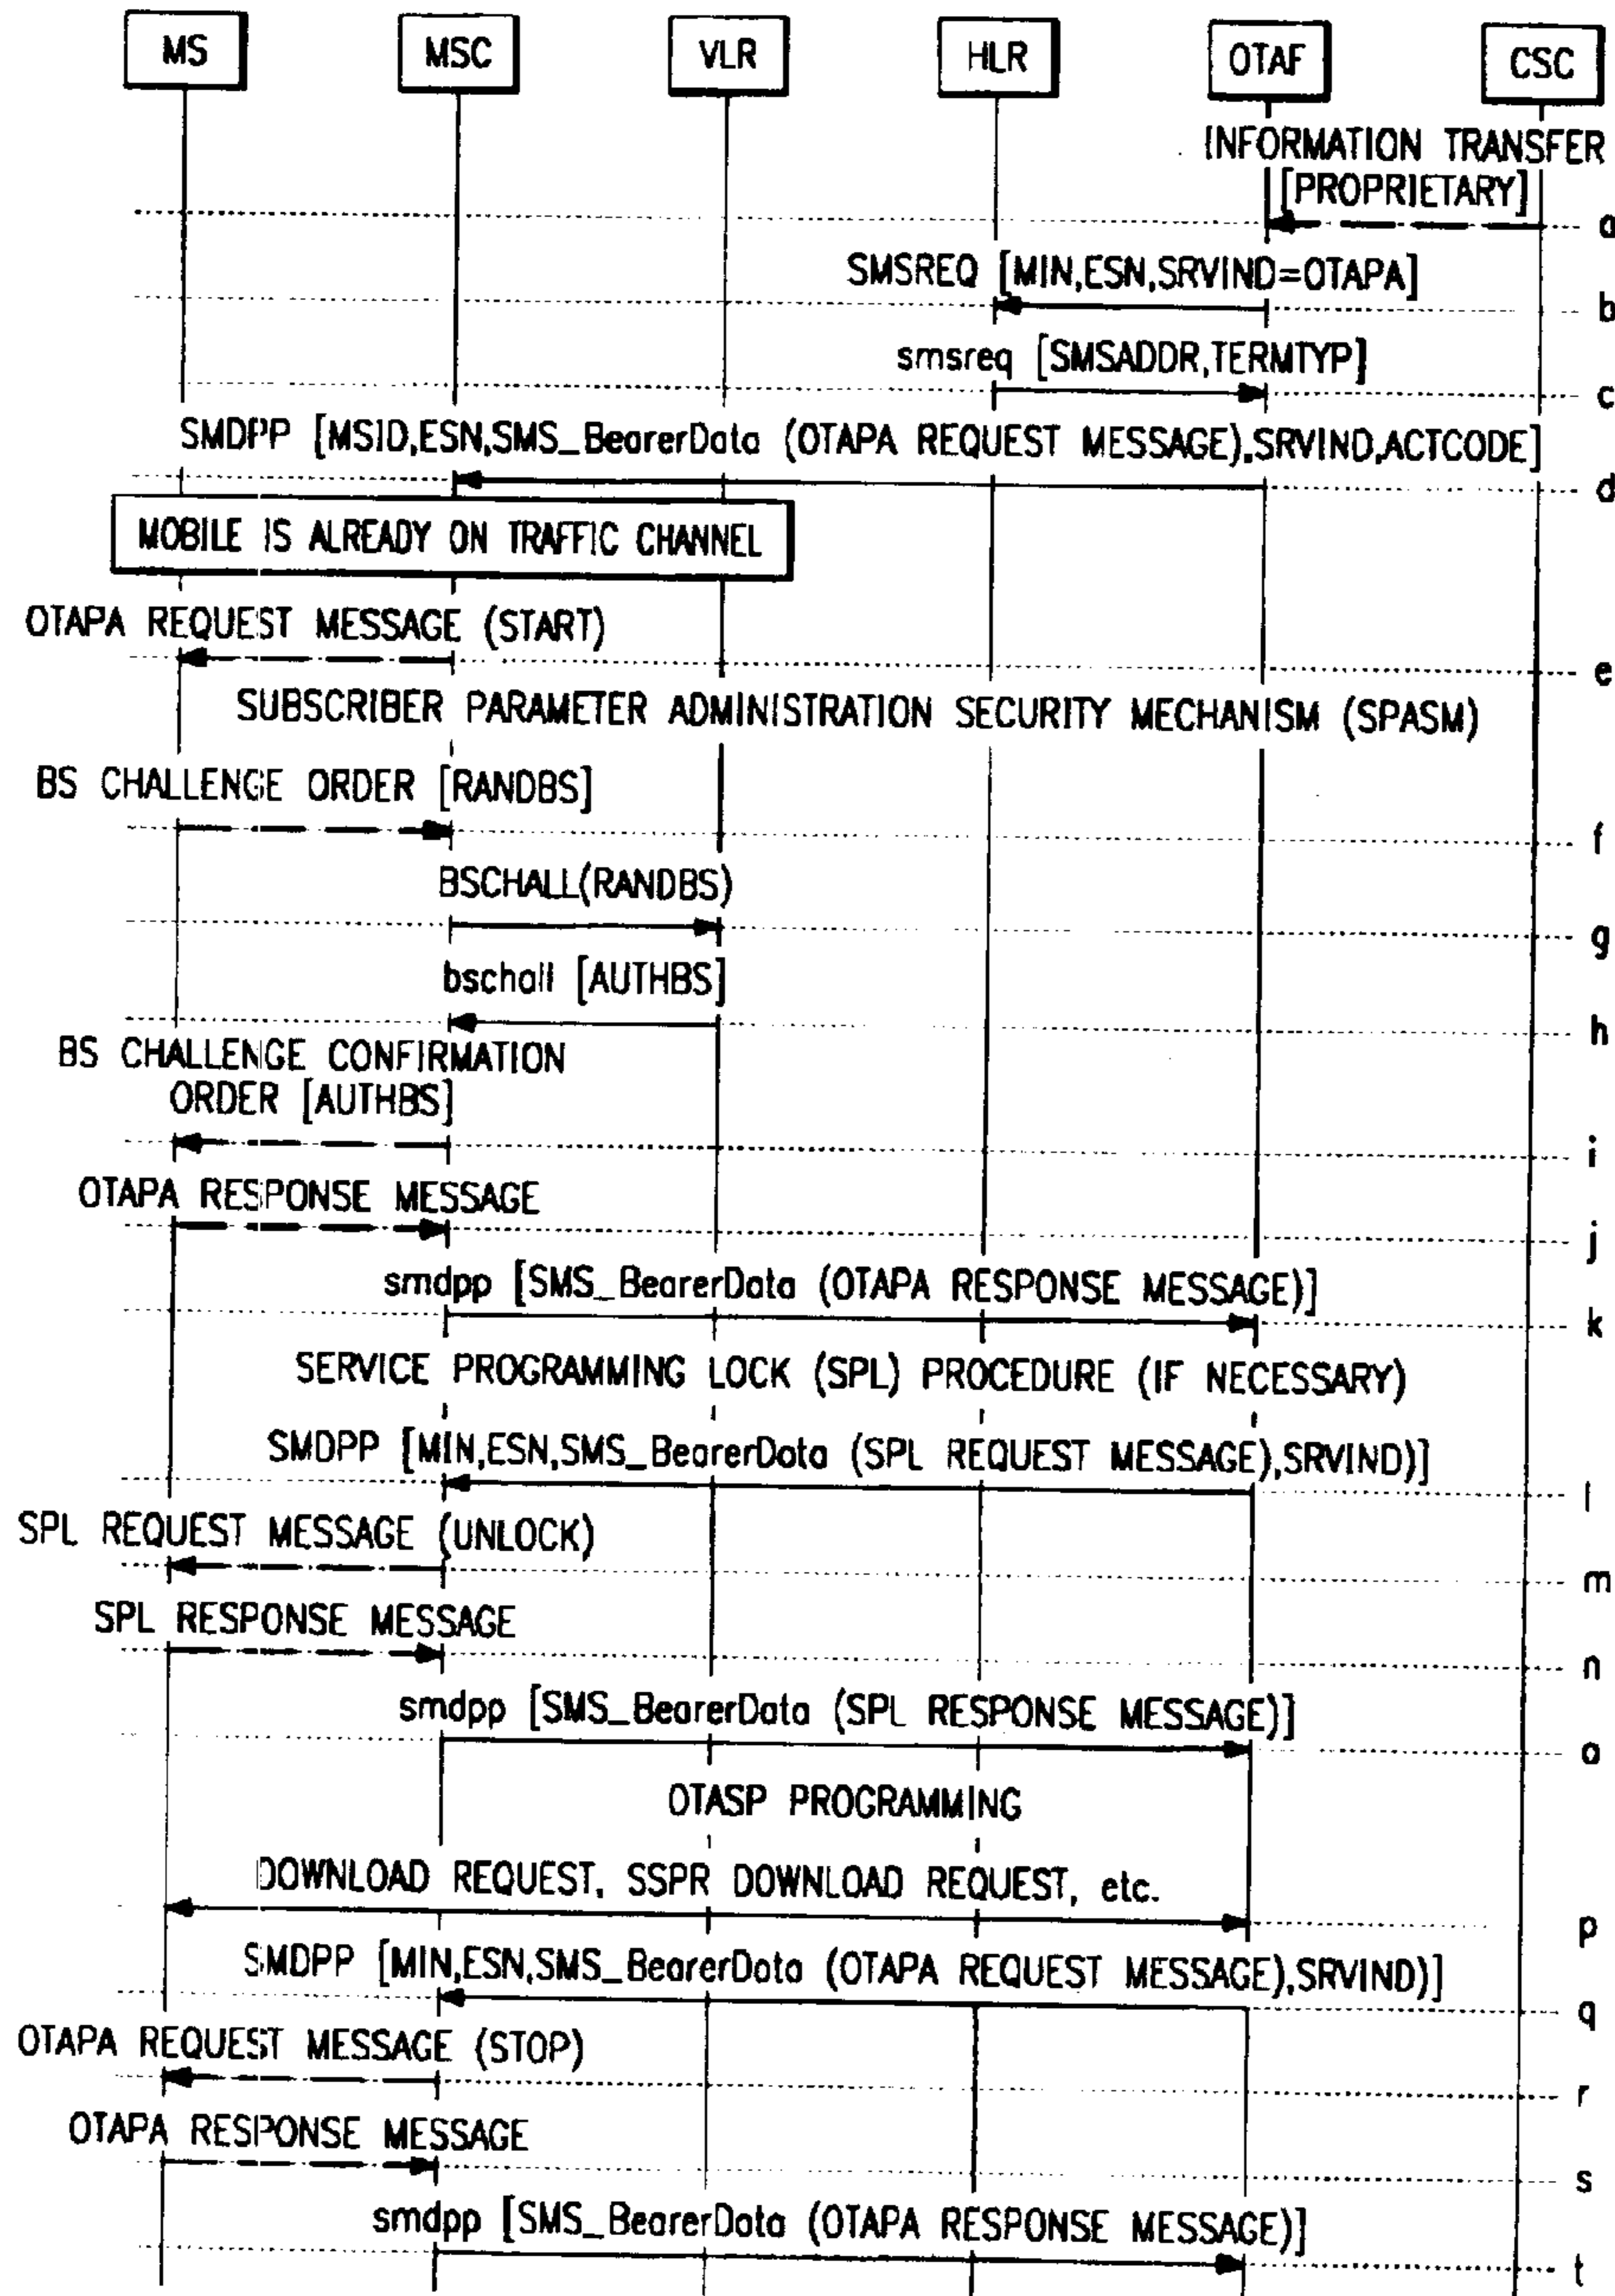 MS MSC VLR HLR OTAF CSC
INFORMATION TRANSFER
[PROPRIETARY]
a
SMSREQ [MIN,ESN,SRVIND=OTAPA]
b
smsreq [SMSADDR,TERMTYP]
c
SMDPP [MSID,ESN,SMS_BearerData (OTAPA REQUEST MESSAGE),SRVIND,ACTCODE]
d
MOBILE IS ALREADY ON TRAFFIC CHANNEL
OTAPA REQUEST MESSAGE (START)
e
SUBSCRIBER PARAMETER ADMINISTRATION SECURITY MECHANISM (SPASM)
BS CHALLENGE ORDER [RANDBS]
f
BSCHALL(RANDBS)
g
bschall [AUTHBS]
h
BS CHALLENGE CONFIRMATION
ORDER [AUTHBS]
i
OTAPA RESPONSE MESSAGE
j
smdpp [SMS_BearerData (OTAPA RESPONSE MESSAGE)]
k
SERVICE PROGRAMMING LOCK (SPL) PROCEDURE (IF NECESSARY)
SMDPP [MIN,ESN,SMS_BearerData (SPL REQUEST MESSAGE),SRVIND)]
l
SPL REQUEST MESSAGE (UNLOCK)
m
SPL RESPONSE MESSAGE
n
smdpp [SMS_BearerData (SPL RESPONSE MESSAGE)]
o
OTASP PROGRAMMING
DOWNLOAD REQUEST, SSPR DOWNLOAD REQUEST, etc.
p
SMDPP [MIN,ESN,SMS_BearerData (OTAPA REQUEST MESSAGE),SRVIND)]
q
OTAPA REQUEST MESSAGE (STOP)
r
OTAPA RESPONSE MESSAGE
s
smdpp [SMS_BearerData (OTAPA RESPONSE MESSAGE)]
t